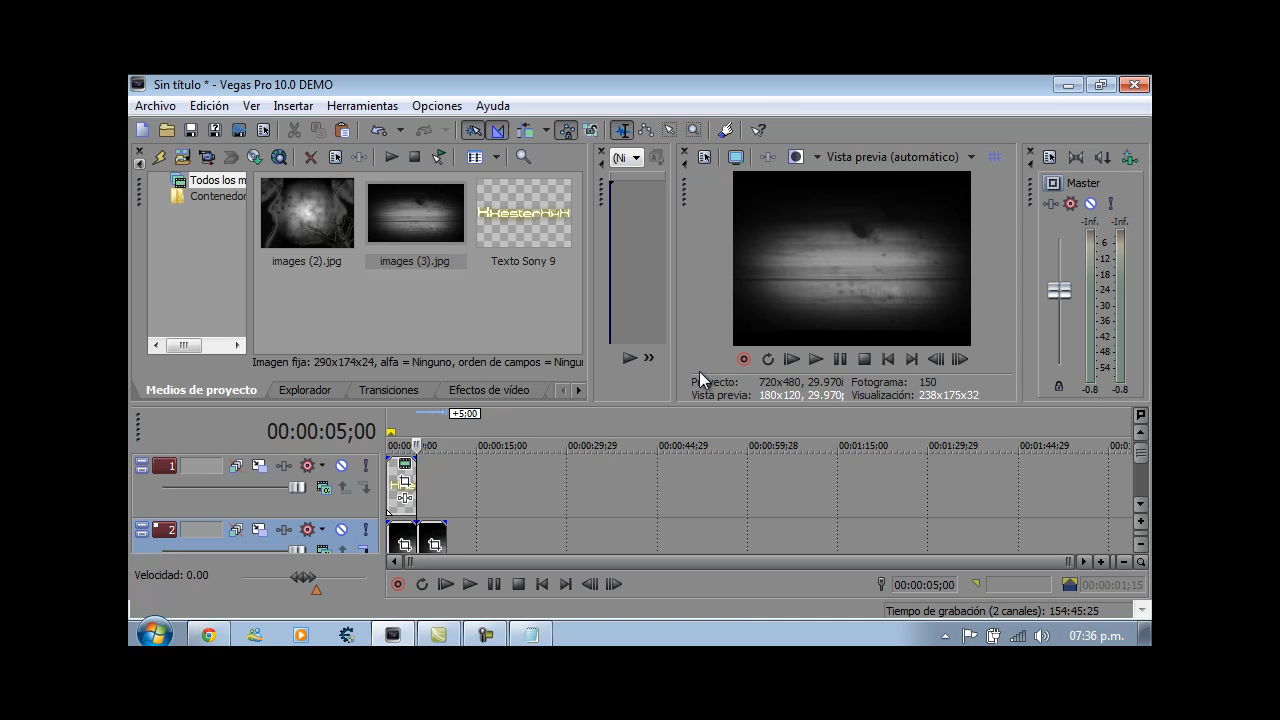 Sin título * - Vegas Pro 10.0 DEMO
Archivo Edición Ver Insertar Herramientas Opciones Ayuda
(Ni
Vista previa (automático)
Todos los m
Contenedor
Master
-Inf. -Inf.
6
12
18
24
30
36
42
48
54
-0.8 -0.8
HxesterHxH
images (2).jpg images (3).jpg Texto Sony 9
Imagen fija: 290x174x24, alfa = Ninguno, orden de campos = Ningu
Medios de proyecto Explorador Transiciones Efectos de vídeo
Proyecto: 720x480, 29.970i Fotograma: 150
Vista previa: 180x120, 29.970p Visualización: 238x175x32
+5:00
00:00:05;00
00:00:15;00 00:00:29;29 00:00:44;29 00:00:59;28 00:01:15;00 00:01:29;29 00:01:44;29
1
2
Velocidad: 0.00
00:00:05;00 00:00:01;15
Tiempo de grabación (2 canales): 154:45:25
07:36 p.m.